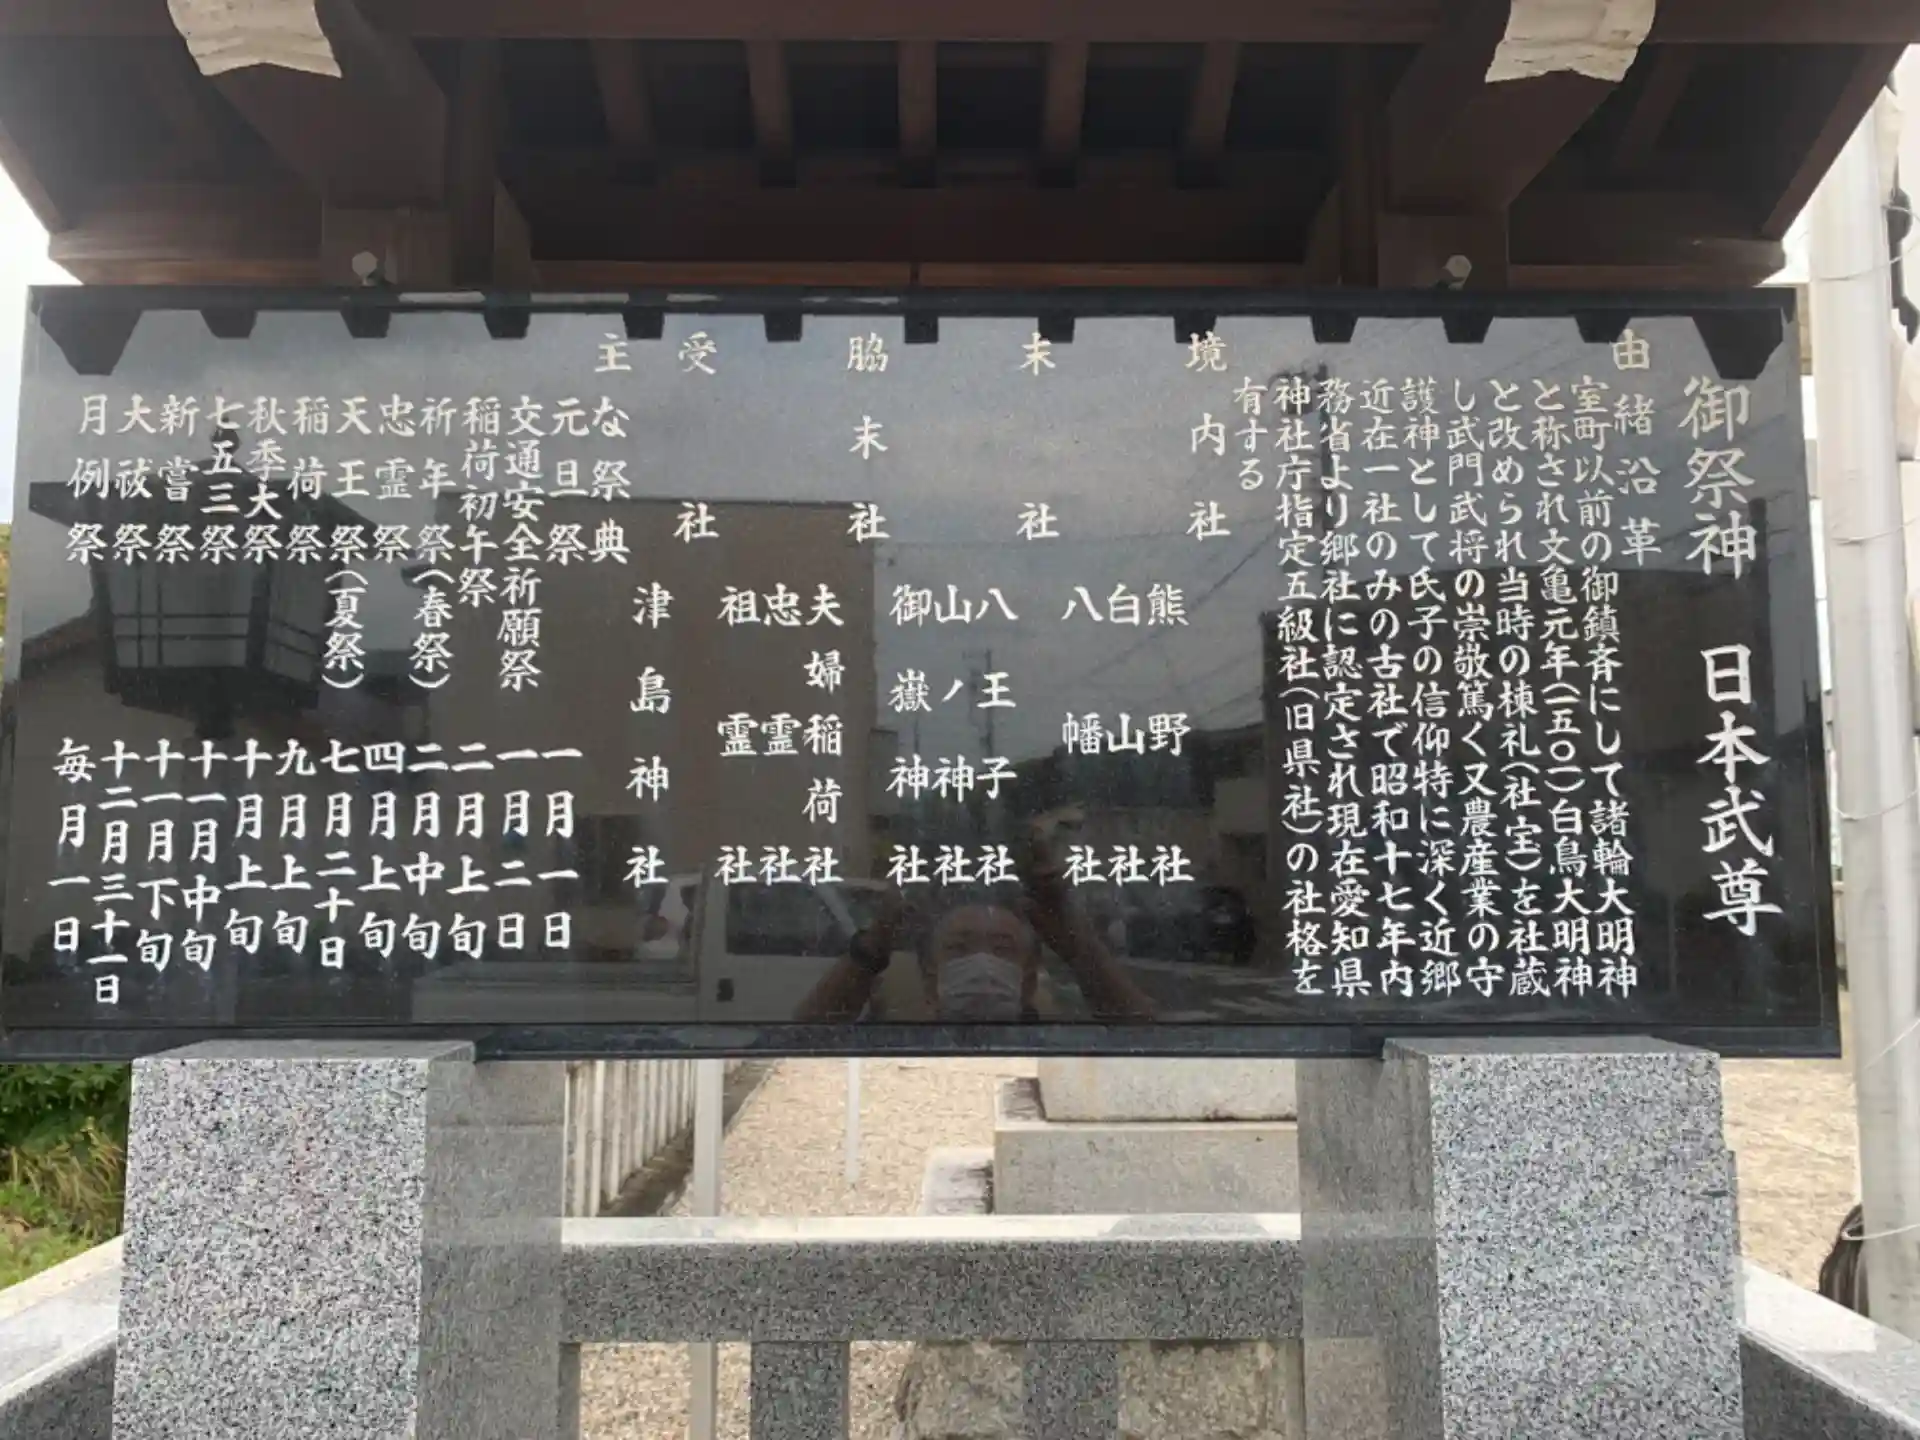 御祭神 日本武尊
由緒沿革
室町以前の御鎮斉にして諸輪大明神
と称され文亀元年(一五〇一)白鳥大明神
と改められ当時の棟礼(社宝)を社蔵
し武門武将の崇敬篤く又農産業の守
護神として氏子の信仰特に深く近郷
近在一社のみの古社で昭和十七年内
務省より郷社に認定され現在愛知県
神社庁指定五級社(旧県社)の社格を
有する
境内社
熊野社
白山社
八幡社
末社
八王子社
山ノ神社
御嶽神社
脇末社
夫婦稲荷社
忠霊社
祖霊社
受社
津島神社
主な祭典
元旦祭 一月一日
交通安全祈願祭 一月二日
稲荷初午祭 二月上旬
祈年祭(春祭) 二月中旬
忠霊祭 四月上旬
天王祭(夏祭) 七月二十日
稲荷祭 九月上旬
秋季大祭 十月上旬
七五三祭 十一月中旬
新嘗祭 十一月下旬
大祓祭 十二月三十一日
月例祭 毎月一日